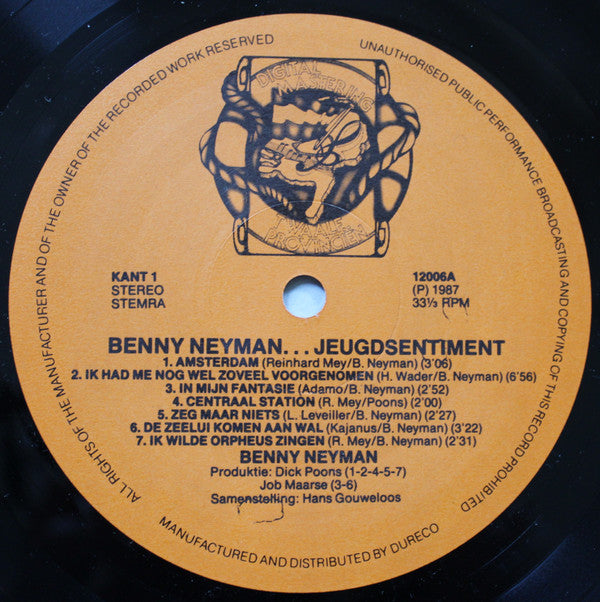 ALL RIGHTS OF THE MANUFACTURER AND OF THE OWNER OF THE RECORDED WORK RESERVED
UNAUTHORISED PUBLIC PERFORMANCE BROADCASTING AND COPYING OF THIS RECORD PROHIBITED
DIGITAL
MASTERING
PROVINCIËN
KANT 1
STEREO
STEMRA
12006A
(P) 1987
33⅓ RPM
BENNY NEYMAN... JEUGDSENTIMENT
1. AMSTERDAM (Reinhard Mey/B. Neyman) (3'06)
2. IK HAD ME NOG WEL ZOVEEL VOORGENOMEN (H. Wader/B. Neyman) (6'56)
3. IN MIJN FANTASIE (Adamo/B. Neyman) (2'52)
4. CENTRAAL STATION (R. Mey/Poons) (2'00)
5. ZEG MAAR NIETS (L. Leveiller/B. Neyman) (2'27)
6. DE ZEELUI KOMEN AAN WAL (Kajanus/B. Neyman) (3'22)
7. IK WILDE ORPHEUS ZINGEN (R. Mey/B. Neyman) (2'31)
BENNY NEYMAN
Produktie: Dick Poons (1-2-4-5-7)
Job Maarse (3-6)
Samenstelling: Hans Gouweloos
MANUFACTURED AND DISTRIBUTED BY DURECO